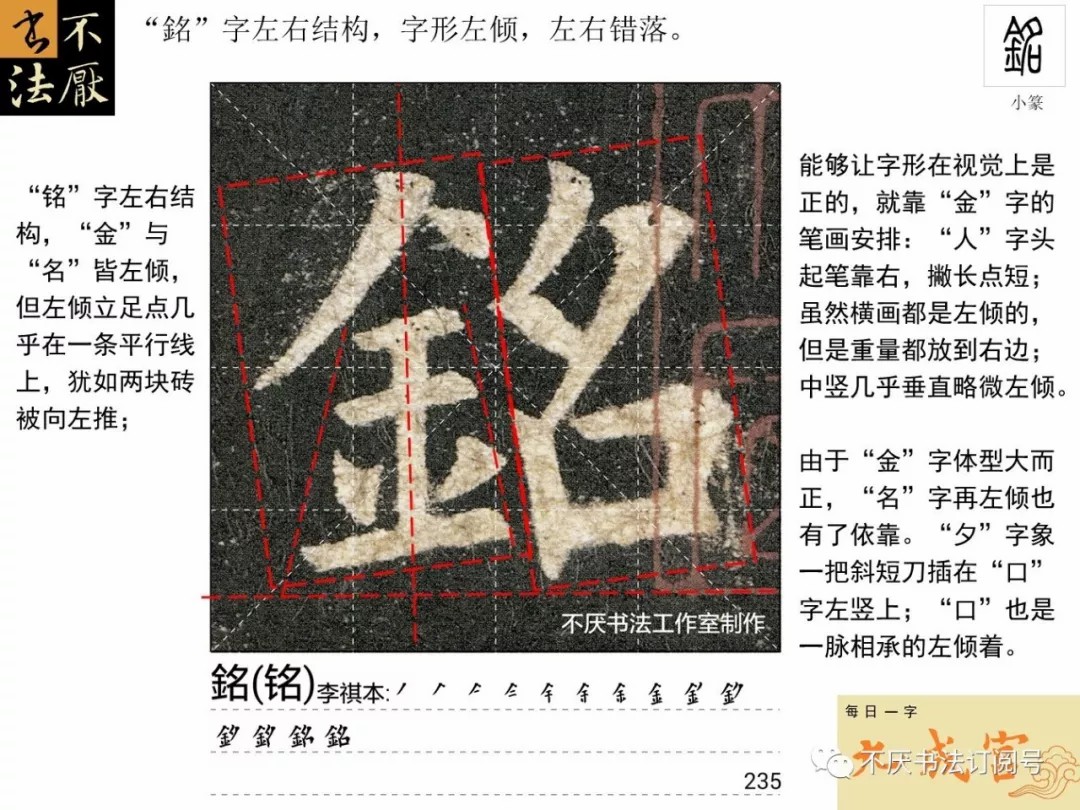 不厭
书法
“銘”字左右结构，字形左倾，左右错落。
銘
小篆
“铭”字左右结
构，“金”与
“名”皆左倾，
但左倾立足点几
乎在一条平行线
上，犹如两块砖
被向左推；
銘
不厌书法工作室制作
能够让字形在视觉上是
正的，就靠“金”字的
笔画安排：“人”字头
起笔靠右，撇长点短；
虽然横画都是左倾的，
但是重量都放到右边；
中竖几乎垂直略微左倾。
由于“金”字体型大而
正，“名”字再左倾也
有了依靠。“夕”字象
一把斜短刀插在“口”
字左竖上；“口”也是
一脉相承的左倾着。
銘(铭)李祺本:
銘
235
每日一字
九成宫
不厌书法订阅号